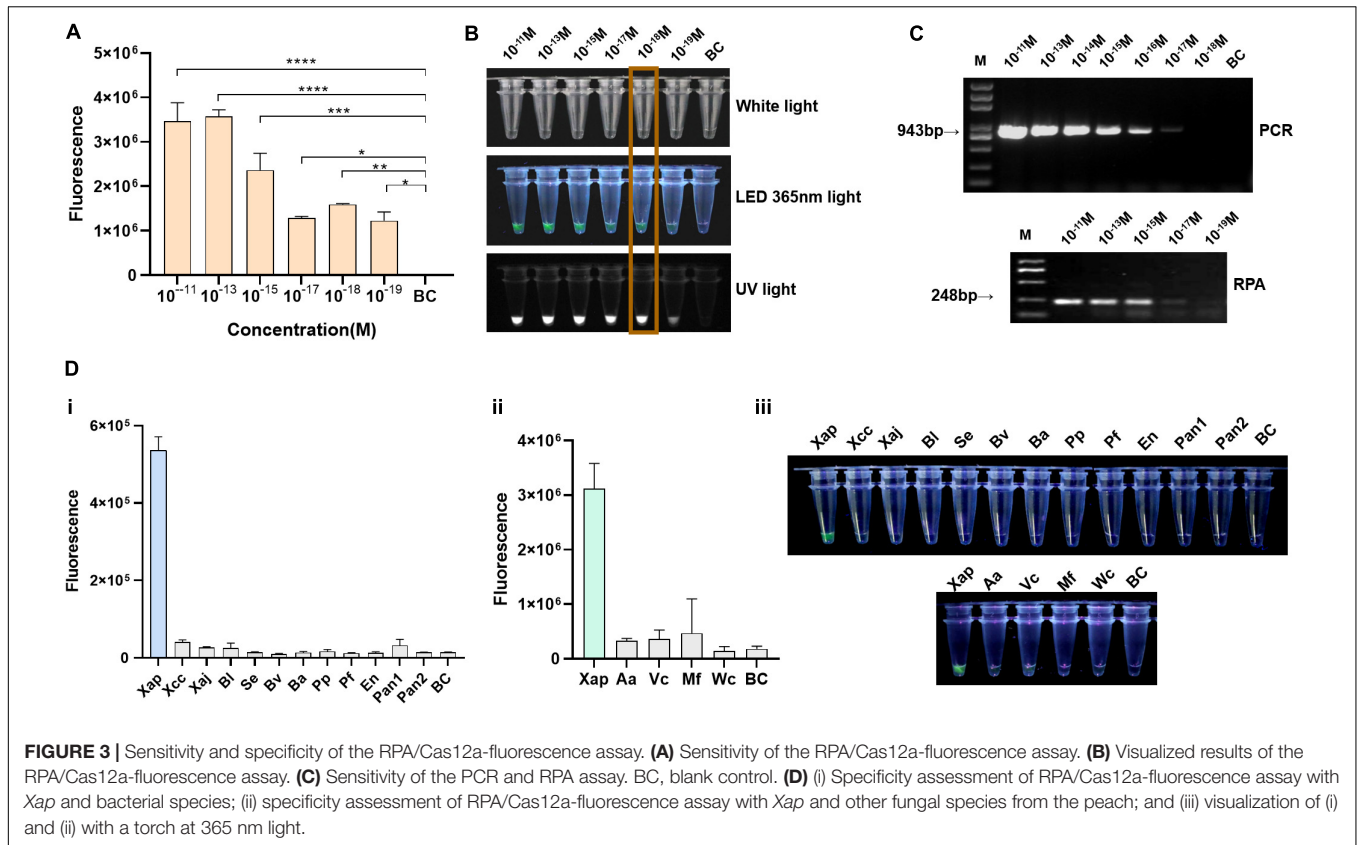 A
5×10⁶
4×10⁶
3×10⁶
2×10⁶
1×10⁶
0
Fluorescence
****
****
***
*
**
*
10⁻⁻¹¹ 10⁻¹³ 10⁻¹⁵ 10⁻¹⁷ 10⁻¹⁸ 10⁻¹⁹ BC
Concentration(M)
B
10⁻¹¹M 10⁻¹³M 10⁻¹⁵M 10⁻¹⁷M 10⁻¹⁸M 10⁻¹⁹M BC
White light
LED 365nm light
UV light
C
M 10⁻¹¹M 10⁻¹³M 10⁻¹⁴M 10⁻¹⁵M 10⁻¹⁶M 10⁻¹⁷M 10⁻¹⁸M BC
943bp→ PCR
M 10⁻¹¹M 10⁻¹³M 10⁻¹⁵M 10⁻¹⁷M 10⁻¹⁹M
248bp→ RPA
D
i
6×10⁵
4×10⁵
2×10⁵
0
Fluorescence
Xap Xcc Xaj Bl Se Bv Ba Pp Pf En Pan1 Pan2 BC
ii
4×10⁶
3×10⁶
2×10⁶
1×10⁶
0
Fluorescence
Xap Aa Vc Mf Wc BC
iii
Xap Xcc Xaj Bl Se Bv Ba Pp Pf En Pan1 Pan2 BC
Xap Aa Vc Mf Wc BC
FIGURE 3 | Sensitivity and specificity of the RPA/Cas12a-fluorescence assay. (A) Sensitivity of the RPA/Cas12a-fluorescence assay. (B) Visualized results of the
RPA/Cas12a-fluorescence assay. (C) Sensitivity of the PCR and RPA assay. BC, blank control. (D) (i) Specificity assessment of RPA/Cas12a-fluorescence assay with
Xap and bacterial species; (ii) specificity assessment of RPA/Cas12a-fluorescence assay with Xap and other fungal species from the peach; and (iii) visualization of (i)
and (ii) with a torch at 365 nm light.